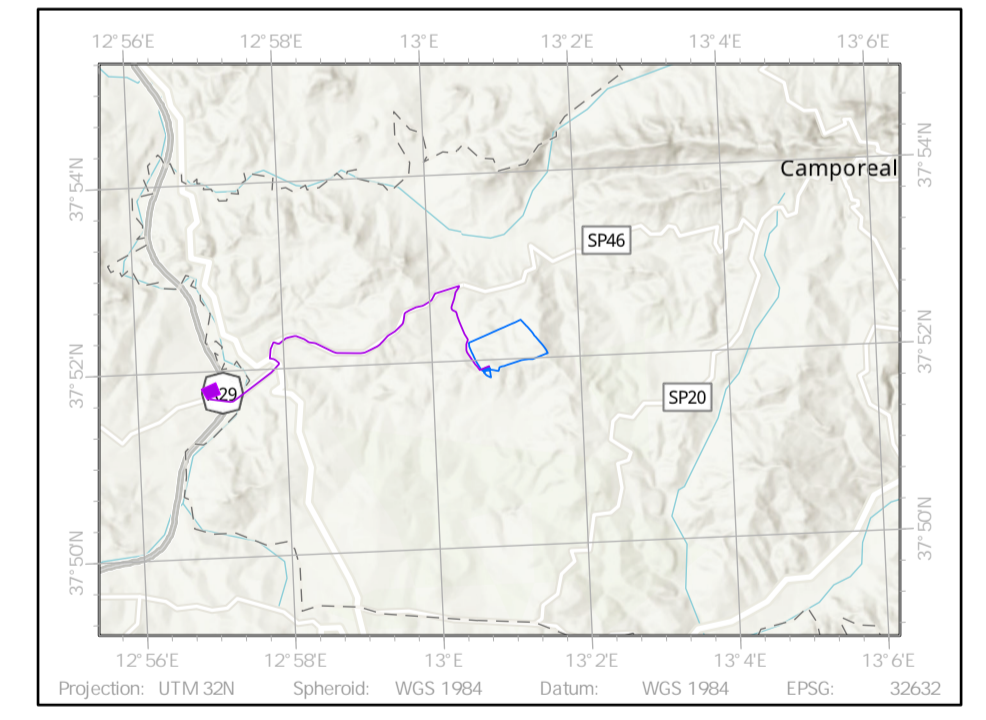 12°56'E 12°58'E 13°E 13°2'E 13°4'E 13°6'E
37°54'N
37°54'N
Camporeal
SP46
37°52'N
37°52'N
29
SP20
37°50'N
37°50'N
12°56'E 12°58'E 13°E 13°2'E 13°4'E 13°6'E
Projection: UTM 32N Spheroid: WGS 1984 Datum: WGS 1984 EPSG: 32632